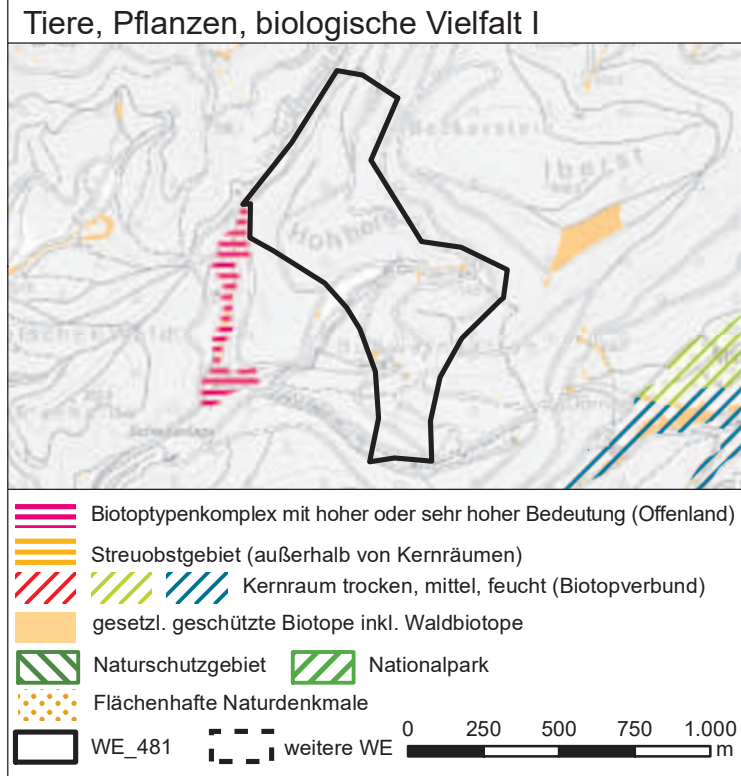 Tiere, Pflanzen, biologische Vielfalt I
Iberst
Hohberg
Biotoptypenkomplex mit hoher oder sehr hoher Bedeutung (Offenland)
Streuobstgebiet (außerhalb von Kernräumen)
Kernraum trocken, mittel, feucht (Biotopverbund)
gesetzl. geschützte Biotope inkl. Waldbiotope
Naturschutzgebiet Nationalpark
Flächenhafte Naturdenkmale
WE_481 weitere WE 0 250 500 750 1.000 m